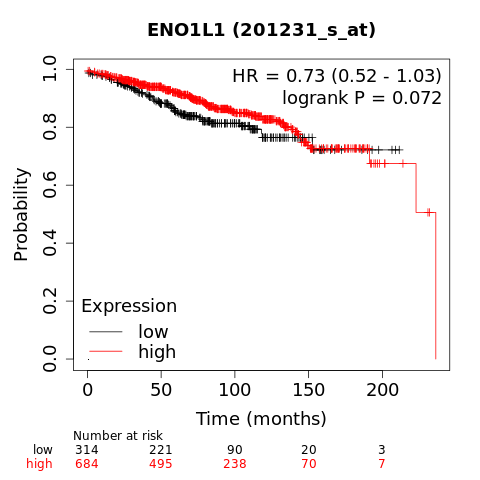 ENO1L1 (201231_s_at)
HR = 0.73 (0.52 - 1.03)
logrank P = 0.072
1.0
0.8
0.6
0.4
0.2
0.0
Probability
Expression
low
high
0 50 100 150 200
Time (months)
Number at risk
low 314 221 90 20 3
high 684 495 238 70 7